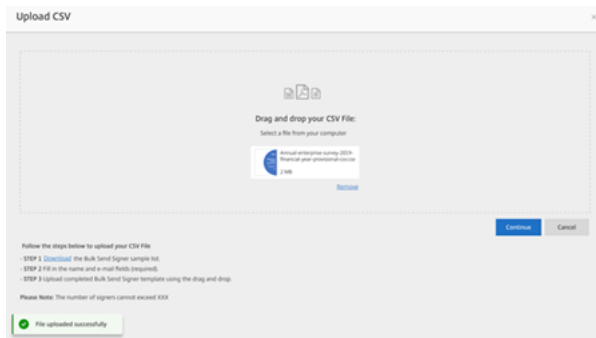 Upload CSV
Drag and drop your CSV File:
Select a file from your computer
Annual-enterprise-survey-2019-
financial-year-provisional-csv.csv
2 MB
Remove
Continue
Cancel
Follow the steps below to upload your CSV File
- STEP 1 Download the Bulk Send Signer sample list.
- STEP 2 Fill in the name and e-mail fields (required).
- STEP 3 Upload completed Bulk Send Signer template using the drag and drop.
Please Note: The number of signers cannot exceed XXX
File uploaded successfully